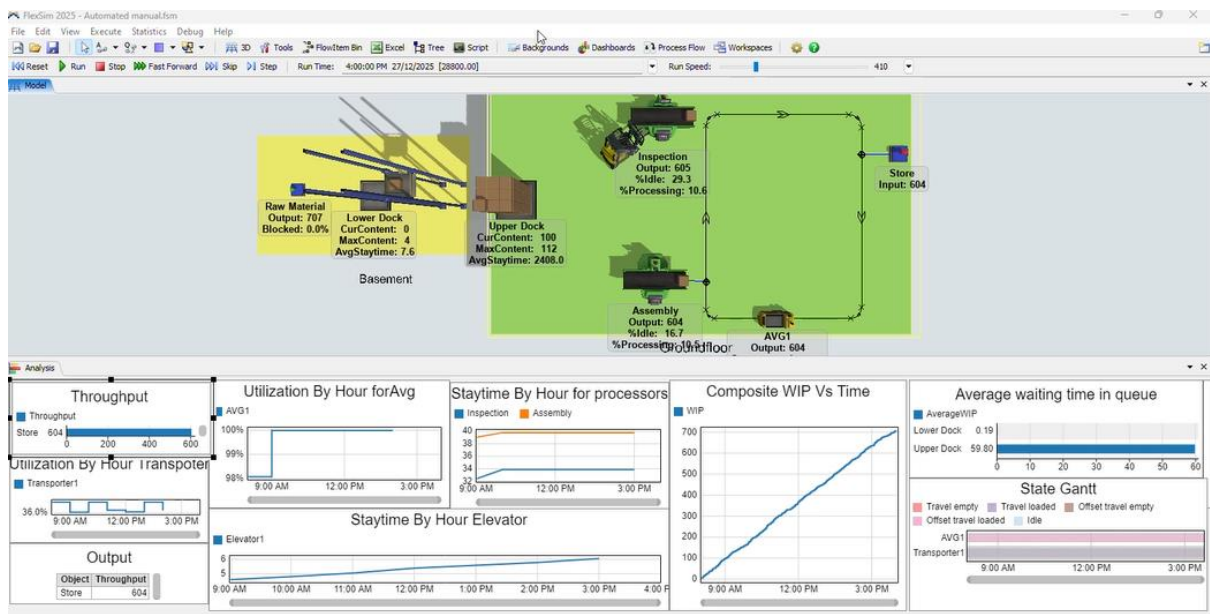 FlexSim 2025 - Automated manual.fsm
File Edit View Execute Statistics Debug Help
3D Tools FlowItem Bin Excel Tree Script Backgrounds Dashboards Process Flow Workspaces
Reset Run Stop Fast Forward Skip Step Run Time: 4:00:00 PM 27/12/2025 [28800.00] Run Speed: 410
Model
Inspection
Output: 605
%Idle: 29.3
%Processing: 10.6
Store
Input: 604
Raw Material
Output: 707
Blocked: 0.0%
Lower Dock
CurContent: 0
MaxContent: 4
AvgStaytime: 7.6
Upper Dock
CurContent: 100
MaxContent: 112
AvgStaytime: 2408.0
Basement
Assembly
Output: 604
%Idle: 16.7
%Processing: 10.5
Groundfloor
AVG1
Output: 604
Analysis
Throughput
Throughput
Store 604
0 200 400 600
Utilization By Hour Transpoter
Transporter1
36.0%
9:00 AM 12:00 PM 3:00 PM
Output
Object Throughput
Store 604
Utilization By Hour forAvg
AVG1
100%
99%
98%
9:00 AM 12:00 PM 3:00 PM
Staytime By Hour for processors
Inspection Assembly
40
38
36
34
32
9:00 AM 12:00 PM 3:00 PM
Staytime By Hour Elevator
Elevator1
6
5
9:00 AM 10:00 AM 11:00 AM 12:00 PM 1:00 PM 2:00 PM 3:00 PM 4:00 P
Composite WIP Vs Time
WIP
700
600
500
400
300
200
100
0
9:00 AM 12:00 PM 3:00 PM
Average waiting time in queue
AverageWIP
Lower Dock 0.19
Upper Dock 59.80
0 10 20 30 40 50 60
State Gantt
Travel empty Travel loaded Offset travel empty
Offset travel loaded Idle
AVG1
Transporter1
9:00 AM 12:00 PM 3:00 PM